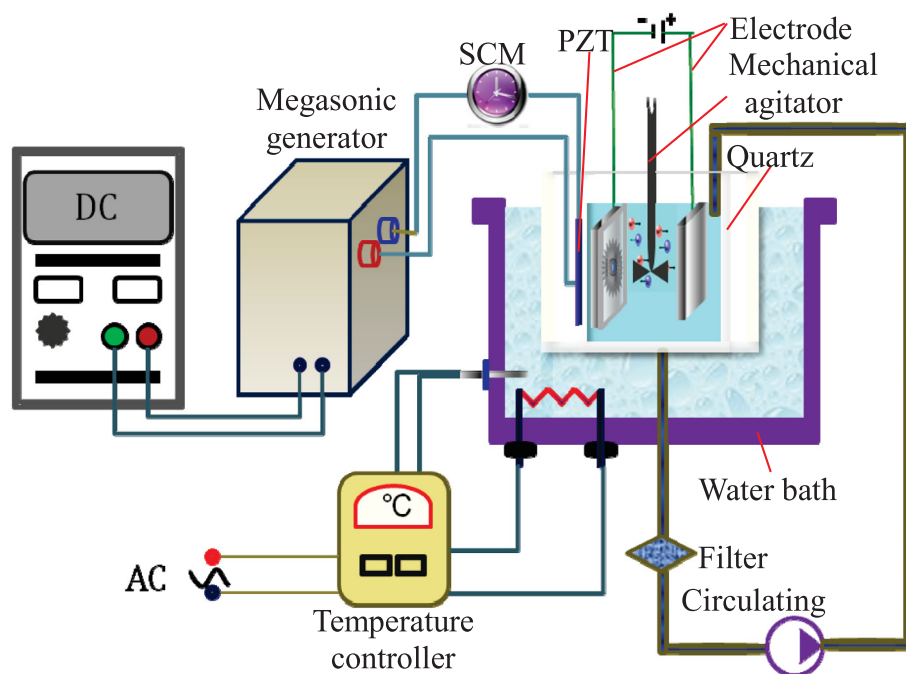 - +
Electrode
PZT
SCM
Mechanical
agitator
Megasonic
generator
Quartz
DC
Water bath
°C
Filter
AC
Circulating
Temperature
controller